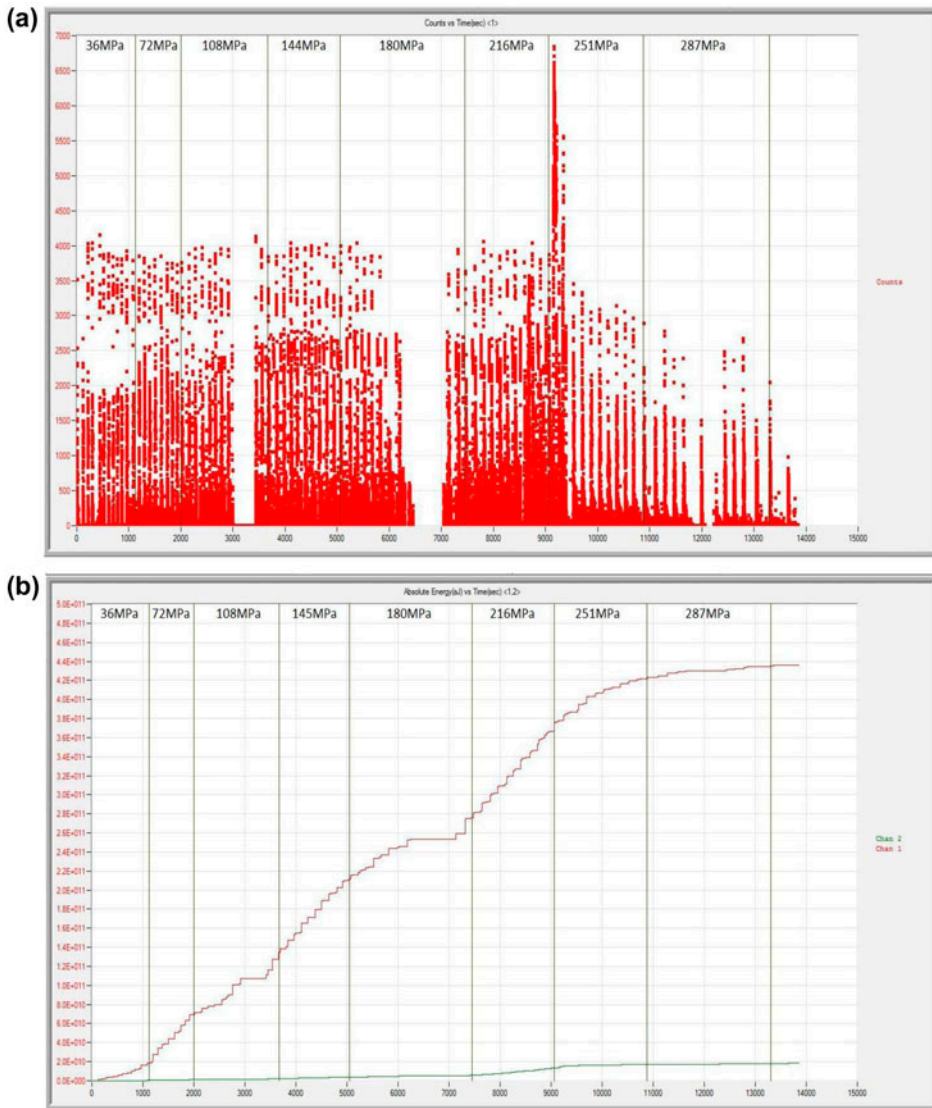 (a)
Counts vs Time(sec) <1>
36MPa 72MPa 108MPa 144MPa 180MPa 216MPa 251MPa 287MPa
7000
6500
6000
5500
5000
4500
4000
3500
3000
2500
2000
1500
1000
500
0
Counts
0 1000 2000 3000 4000 5000 6000 7000 8000 9000 10000 11000 12000 13000 14000 15000
(b)
Absolute Energy(aJ) vs Time(sec) <1,2>
36MPa 72MPa 108MPa 145MPa 180MPa 216MPa 251MPa 287MPa
5.0E+011
4.8E+011
4.6E+011
4.4E+011
4.2E+011
4.0E+011
3.8E+011
3.6E+011
3.4E+011
3.2E+011
3.0E+011
2.8E+011
2.6E+011
2.4E+011
2.2E+011
2.0E+011
1.8E+011
1.6E+011
1.4E+011
1.2E+011
1.0E+011
8.0E+010
6.0E+010
4.0E+010
2.0E+010
0.0E+000
Chan 2
Chan 1
0 1000 2000 3000 4000 5000 6000 7000 8000 9000 10000 11000 12000 13000 14000 15000